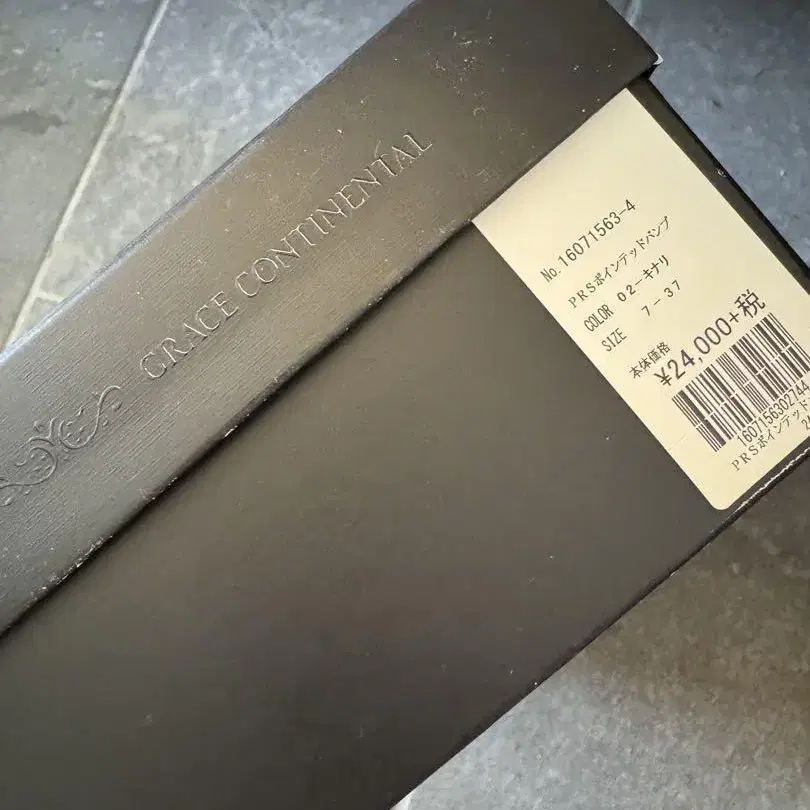 GRACE CONTINENTAL
No.16071563-4
PRSポインテッドパンプ
COLOR 02-キナリ
SIZE 7-37
本体価格
¥24,000+税
PRSポインテッド